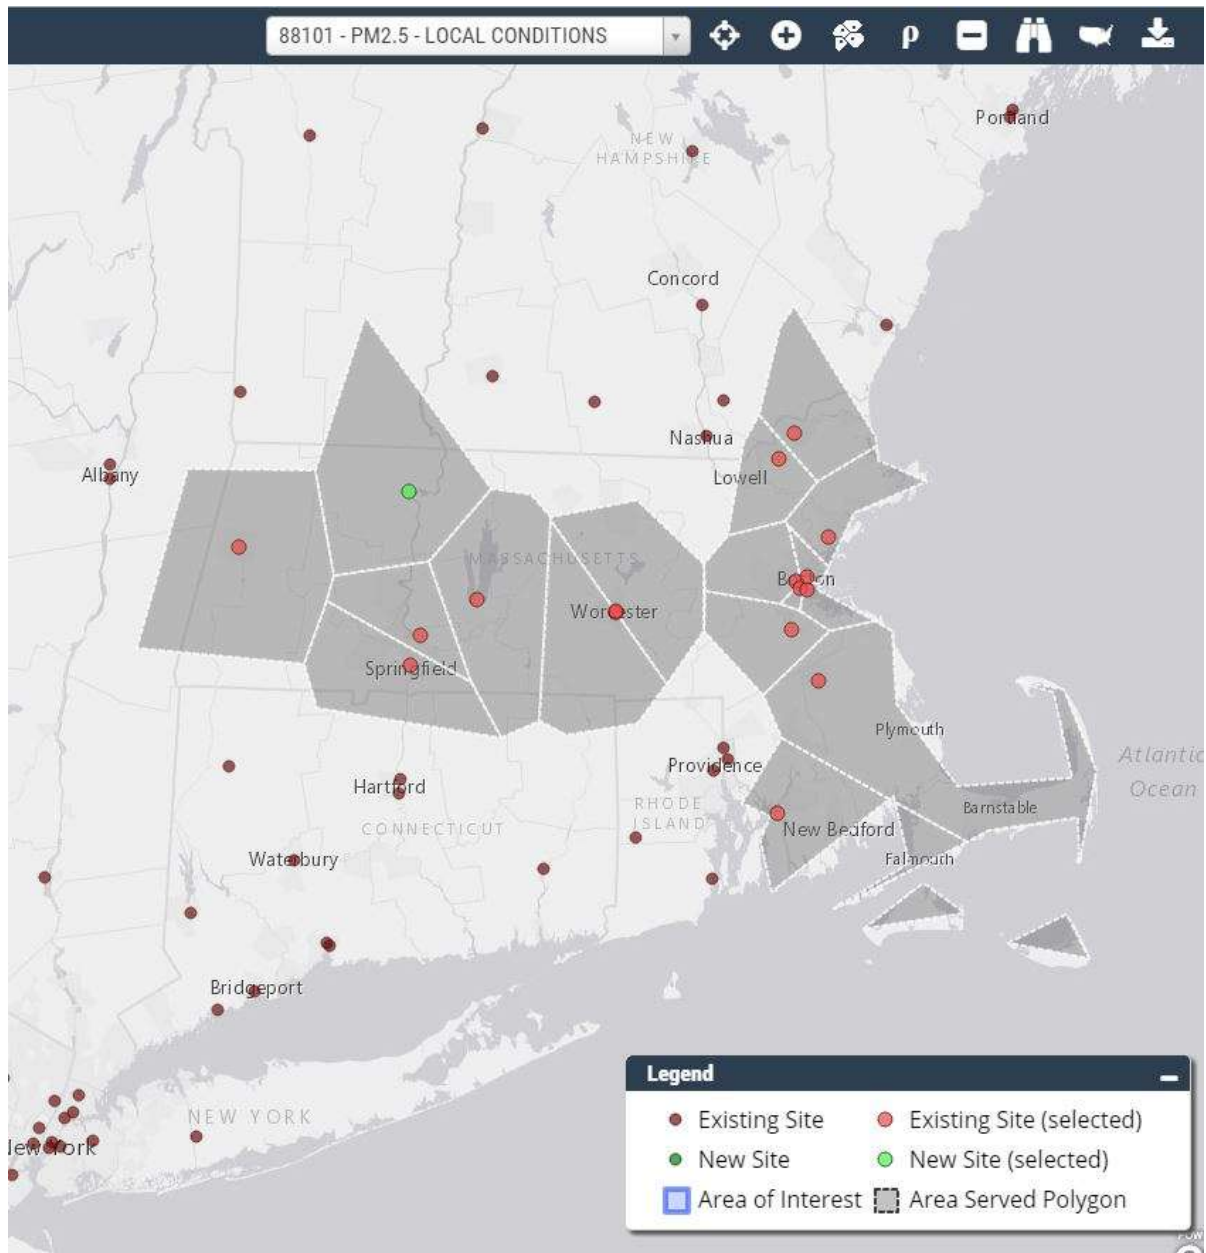 88101 - PM2.5 - LOCAL CONDITIONS
ρ
Portland
NEW
HAMPSHIRE
Concord
Nashua
Albany
Lowell
MASSACHUSETTS
Boston
Worcester
Springfield
Plymouth
Atlantic
Ocean
Providence
Hartford
RHODE
ISLAND
Barnstable
CONNECTICUT
New Bedford
Waterbury
Falmouth
Bridgeport
Legend
NEW YORK
Existing Site
Existing Site (selected)
New York
New Site
New Site (selected)
Area of Interest
Area Served Polygon